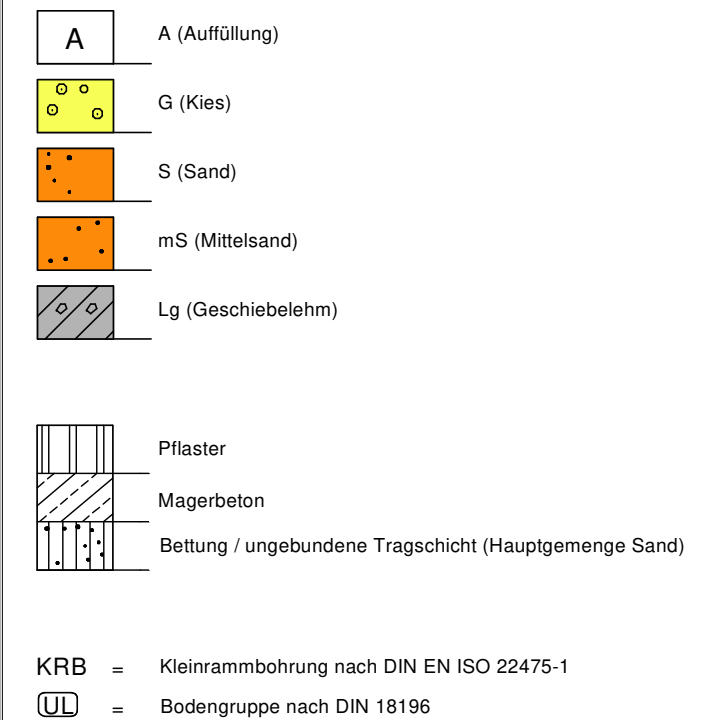 A A (Auffüllung)
G (Kies)
S (Sand)
mS (Mittelsand)
Lg (Geschiebelehm)
Pflaster
Magerbeton
Bettung / ungebundene Tragschicht (Hauptgemenge Sand)
KRB = Kleinrammbohrung nach DIN EN ISO 22475-1
UL = Bodengruppe nach DIN 18196